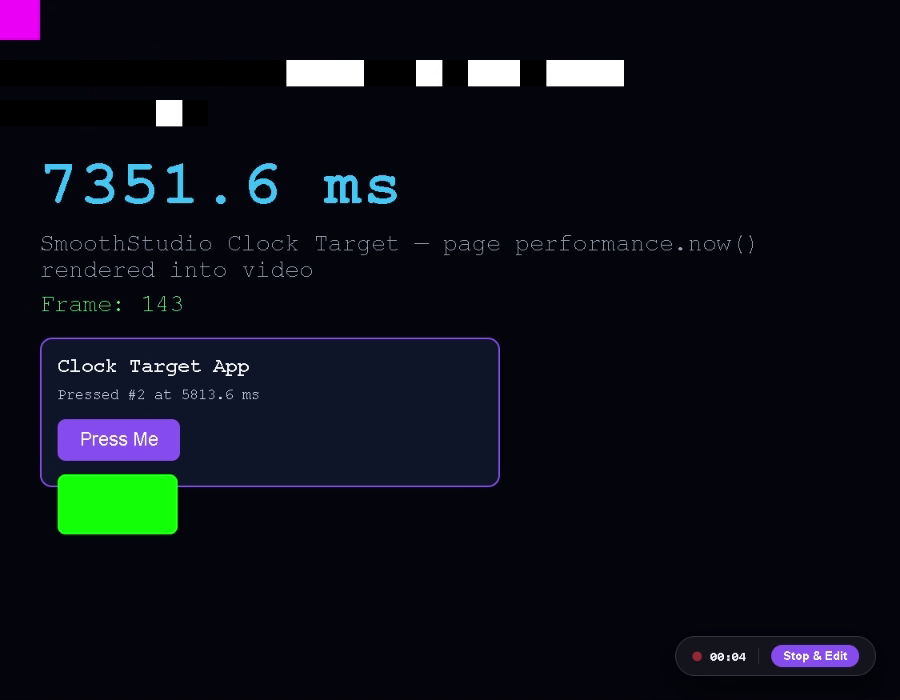 7351.6 ms
SmoothStudio Clock Target — page performance.now()
rendered into video
Frame: 143
Clock Target App
Pressed #2 at 5813.6 ms
Press Me
00:04
Stop & Edit